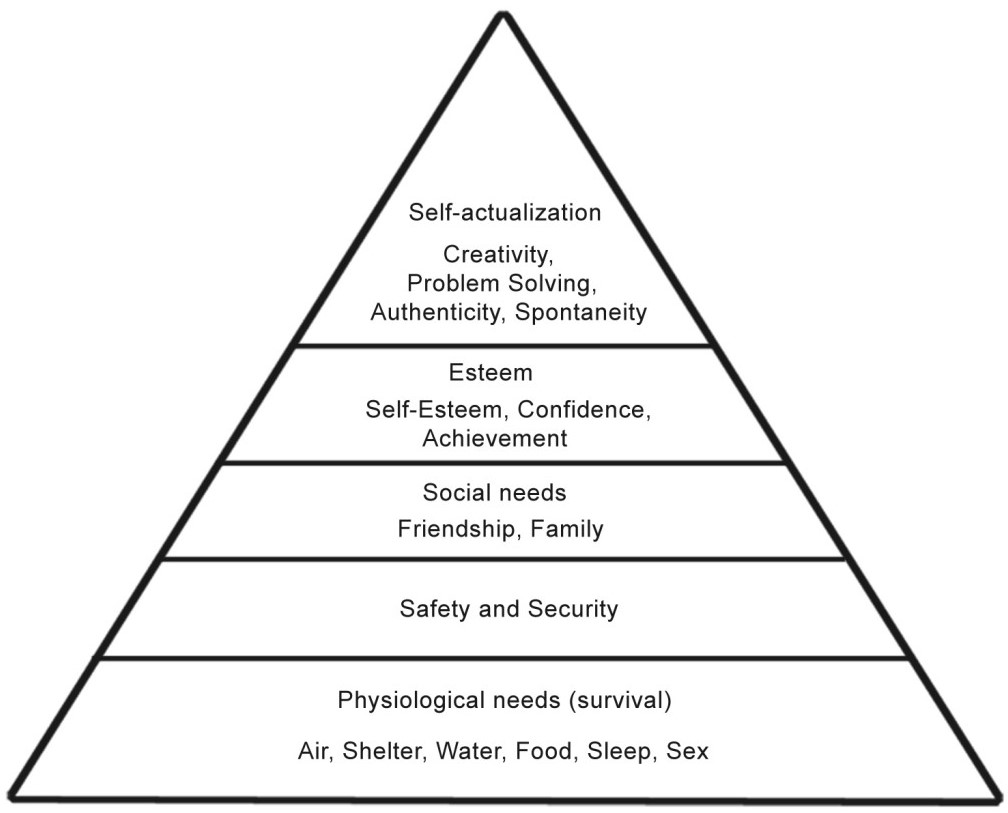 Self-actualization
Creativity,
Problem Solving,
Authenticity, Spontaneity
Esteem
Self-Esteem, Confidence,
Achievement
Social needs
Friendship, Family
Safety and Security
Physiological needs (survival)
Air, Shelter, Water, Food, Sleep, Sex